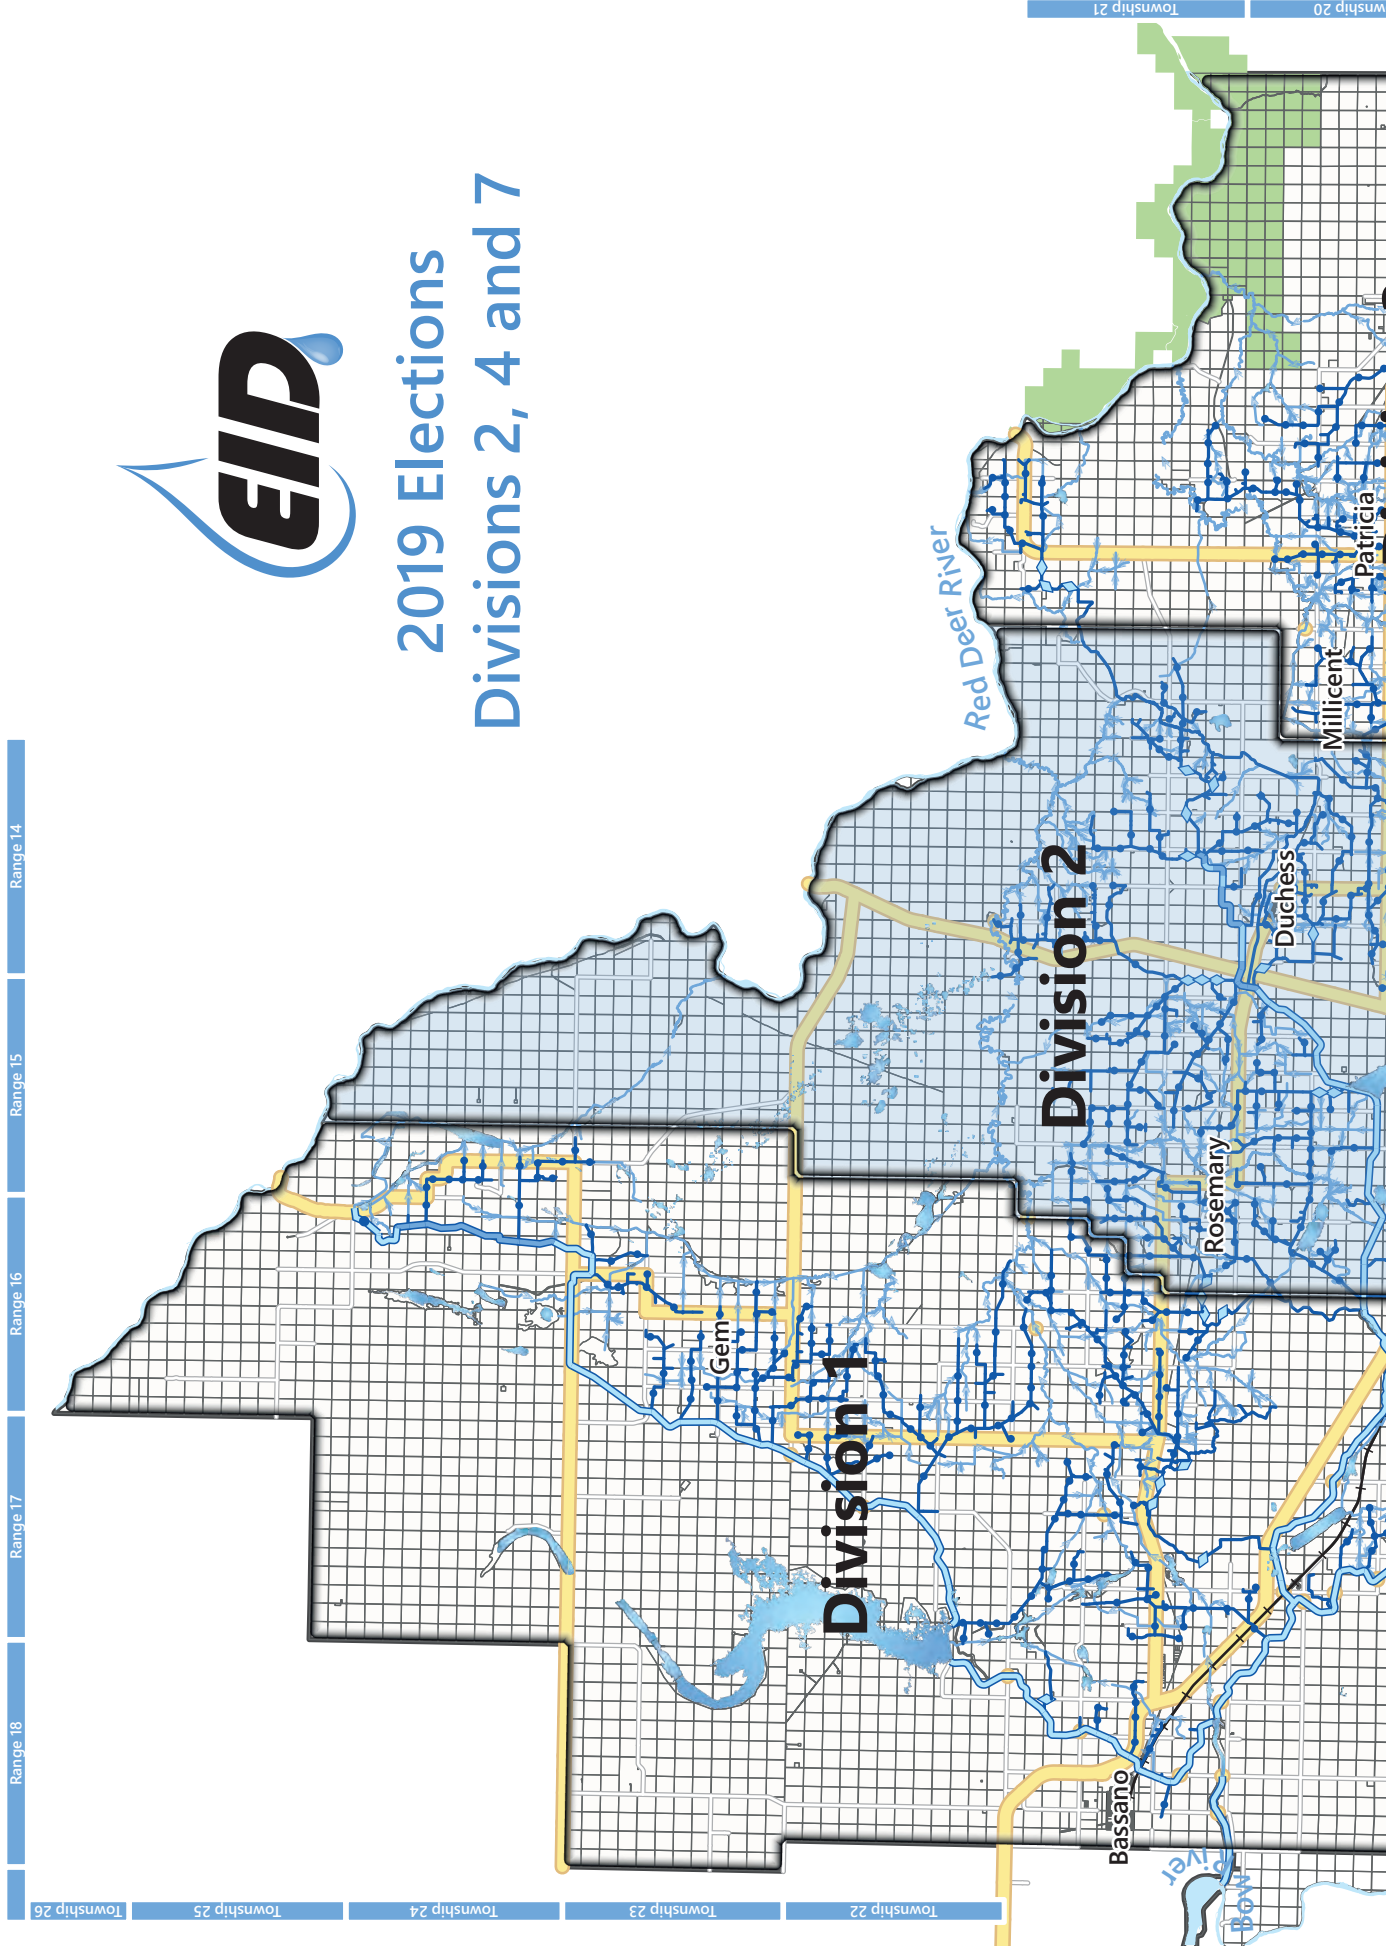 EID
2019 Elections
Divisions 2, 4 and 7
Township 26
Township 25
Township 24
Township 23
Township 22
Township 21
Range 18
Range 17
Range 16
Range 15
Range 14
Red Deer River
Division 1
Division 2
Gem
Bassano
Rosemary
Duchess
Millicent
Patricia
Bow River